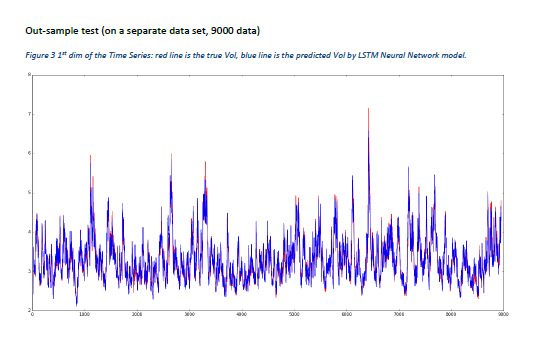 Out-sample test (on a separate data set, 9000 data)
Figure 3 1st dim of the Time Series: red line is the true Vol, blue line is the predicted Vol by LSTM Neural Network model.
8
7
6
5
4
3
2
0 1000 2000 3000 4000 5000 6000 7000 8000 9000